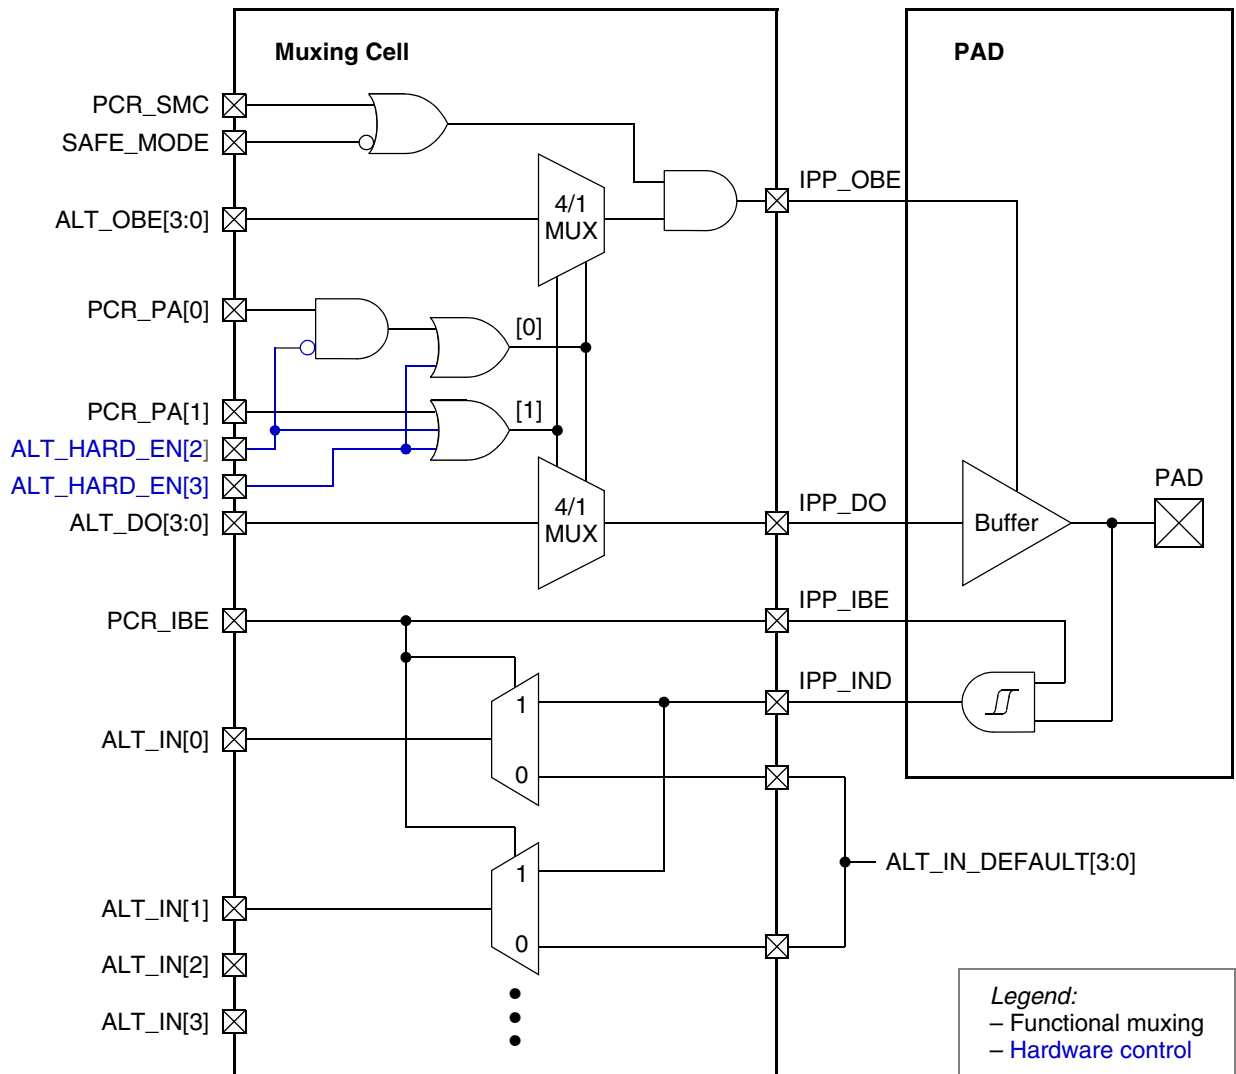 Muxing Cell
PAD
PCR_SMC
SAFE_MODE
IPP_OBE
4/1
MUX
ALT_OBE[3:0]
PCR_PA[0]
[0]
PCR_PA[1]
[1]
ALT_HARD_EN[2]
ALT_HARD_EN[3]
PAD
4/1
MUX
IPP_DO
ALT_DO[3:0]
Buffer
IPP_IBE
PCR_IBE
IPP_IND
1
ALT_IN[0]
0
ALT_IN_DEFAULT[3:0]
1
ALT_IN[1]
0
ALT_IN[2]
ALT_IN[3]
Legend:
– Functional muxing
– Hardware control